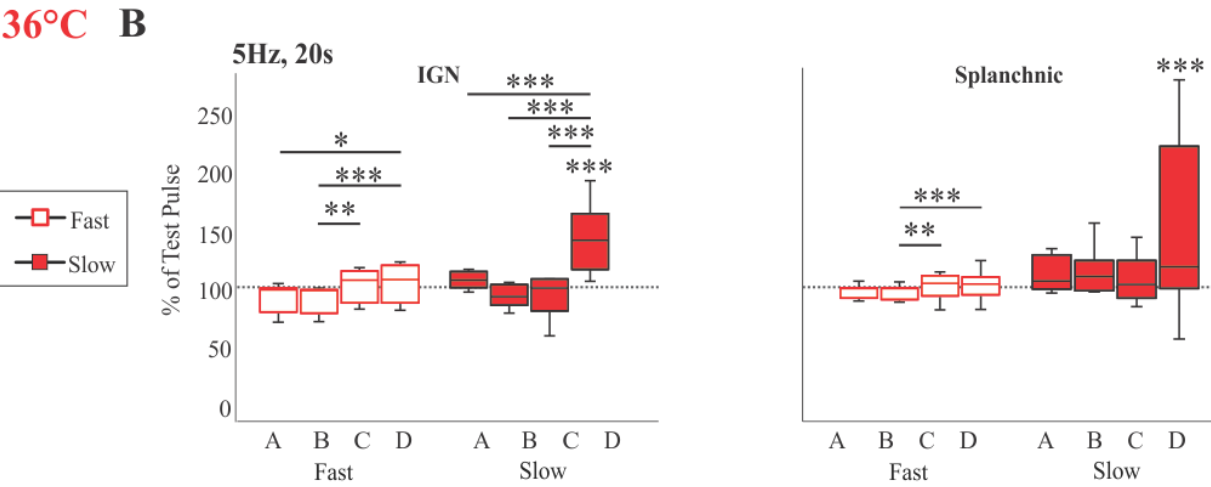 36°C B
5Hz, 20s
IGN
Splanchnic
***
***
***
***
***
*
***
**
***
**
% of Test Pulse
250
200
150
100
50
0
Fast
Slow
A B C D A B C D
Fast Slow
A B C D A B C D
Fast Slow